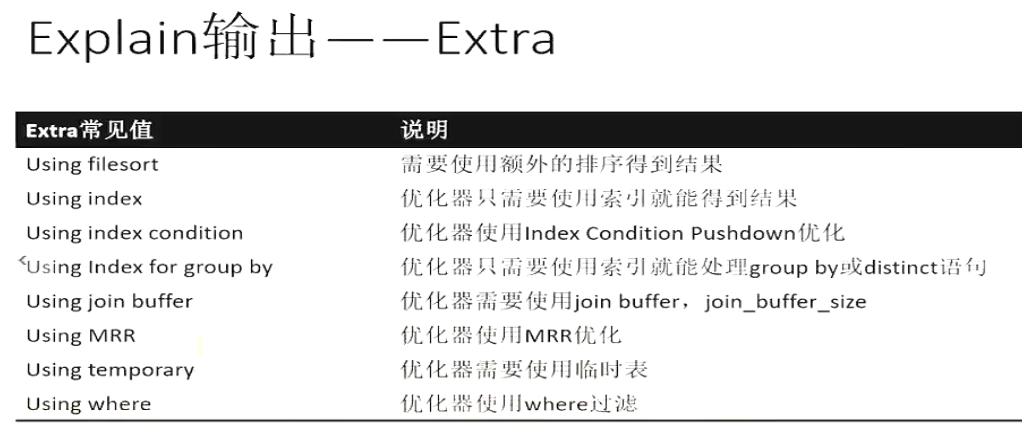 Explain输出——Extra
Extra常见值 说明
Using filesort 需要使用额外的排序得到结果
Using index 优化器只需要使用索引就能得到结果
Using index condition 优化器使用Index Condition Pushdown优化
Using Index for group by 优化器只需要使用索引就能处理group by或distinct语句
Using join buffer 优化器需要使用join buffer，join_buffer_size
Using MRR 优化器使用MRR优化
Using temporary 优化器需要使用临时表
Using where 优化器使用where过滤